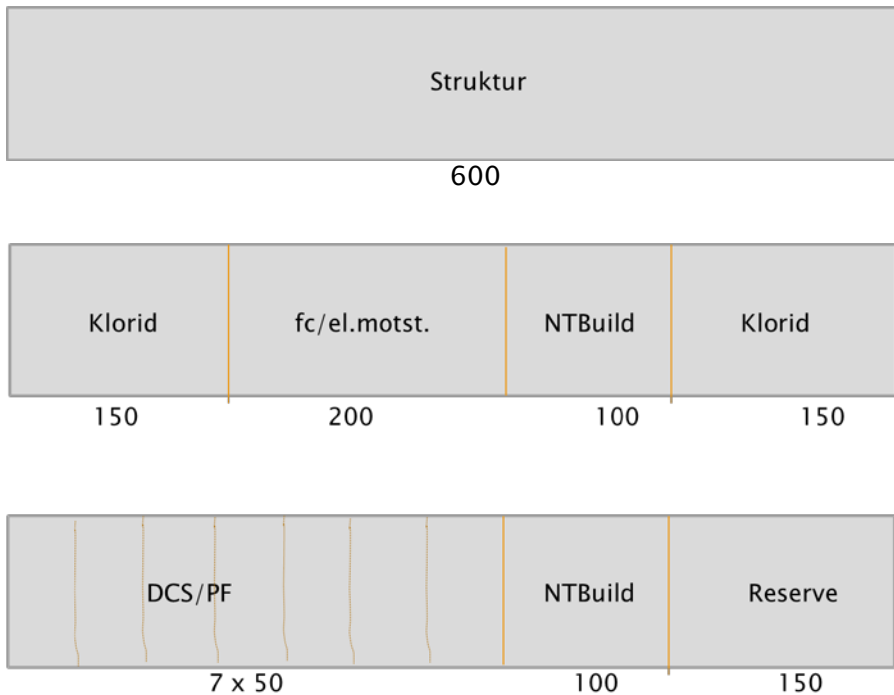 Struktur
600
Klorid fc/el.motst. NTBuild Klorid
150 200 100 150
DCS/PF NTBuild Reserve
7 x 50 100 150